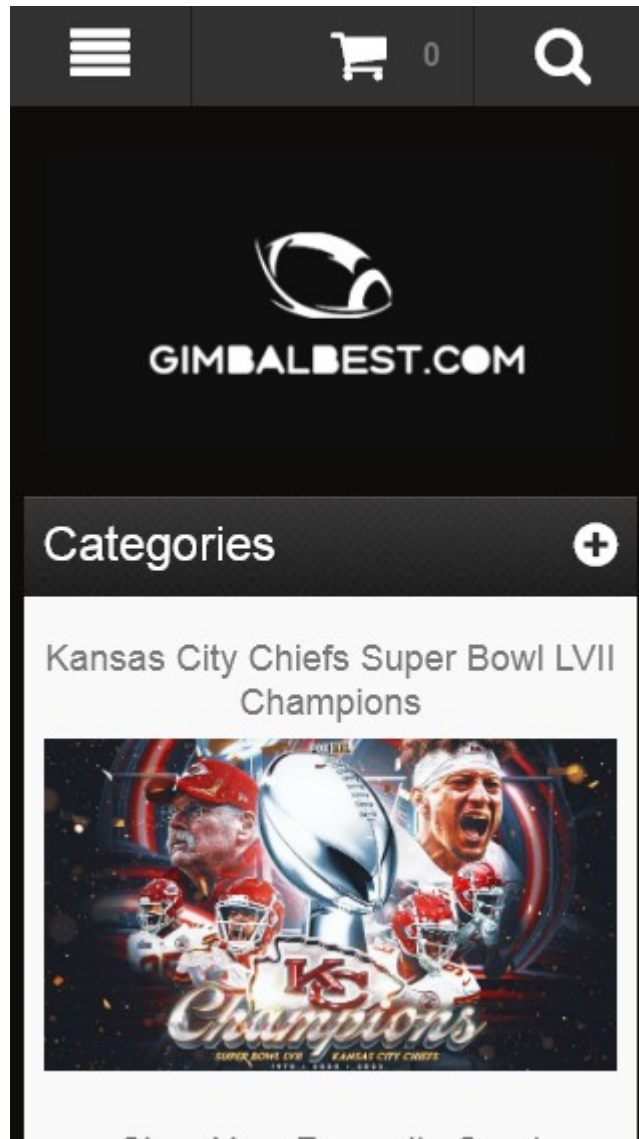 0
GIMBALBEST.COM
Categories
Kansas City Chiefs Super Bowl LVII
Champions
KC
Champions
SUPER BOWL LVII KANSAS CITY CHIEFS